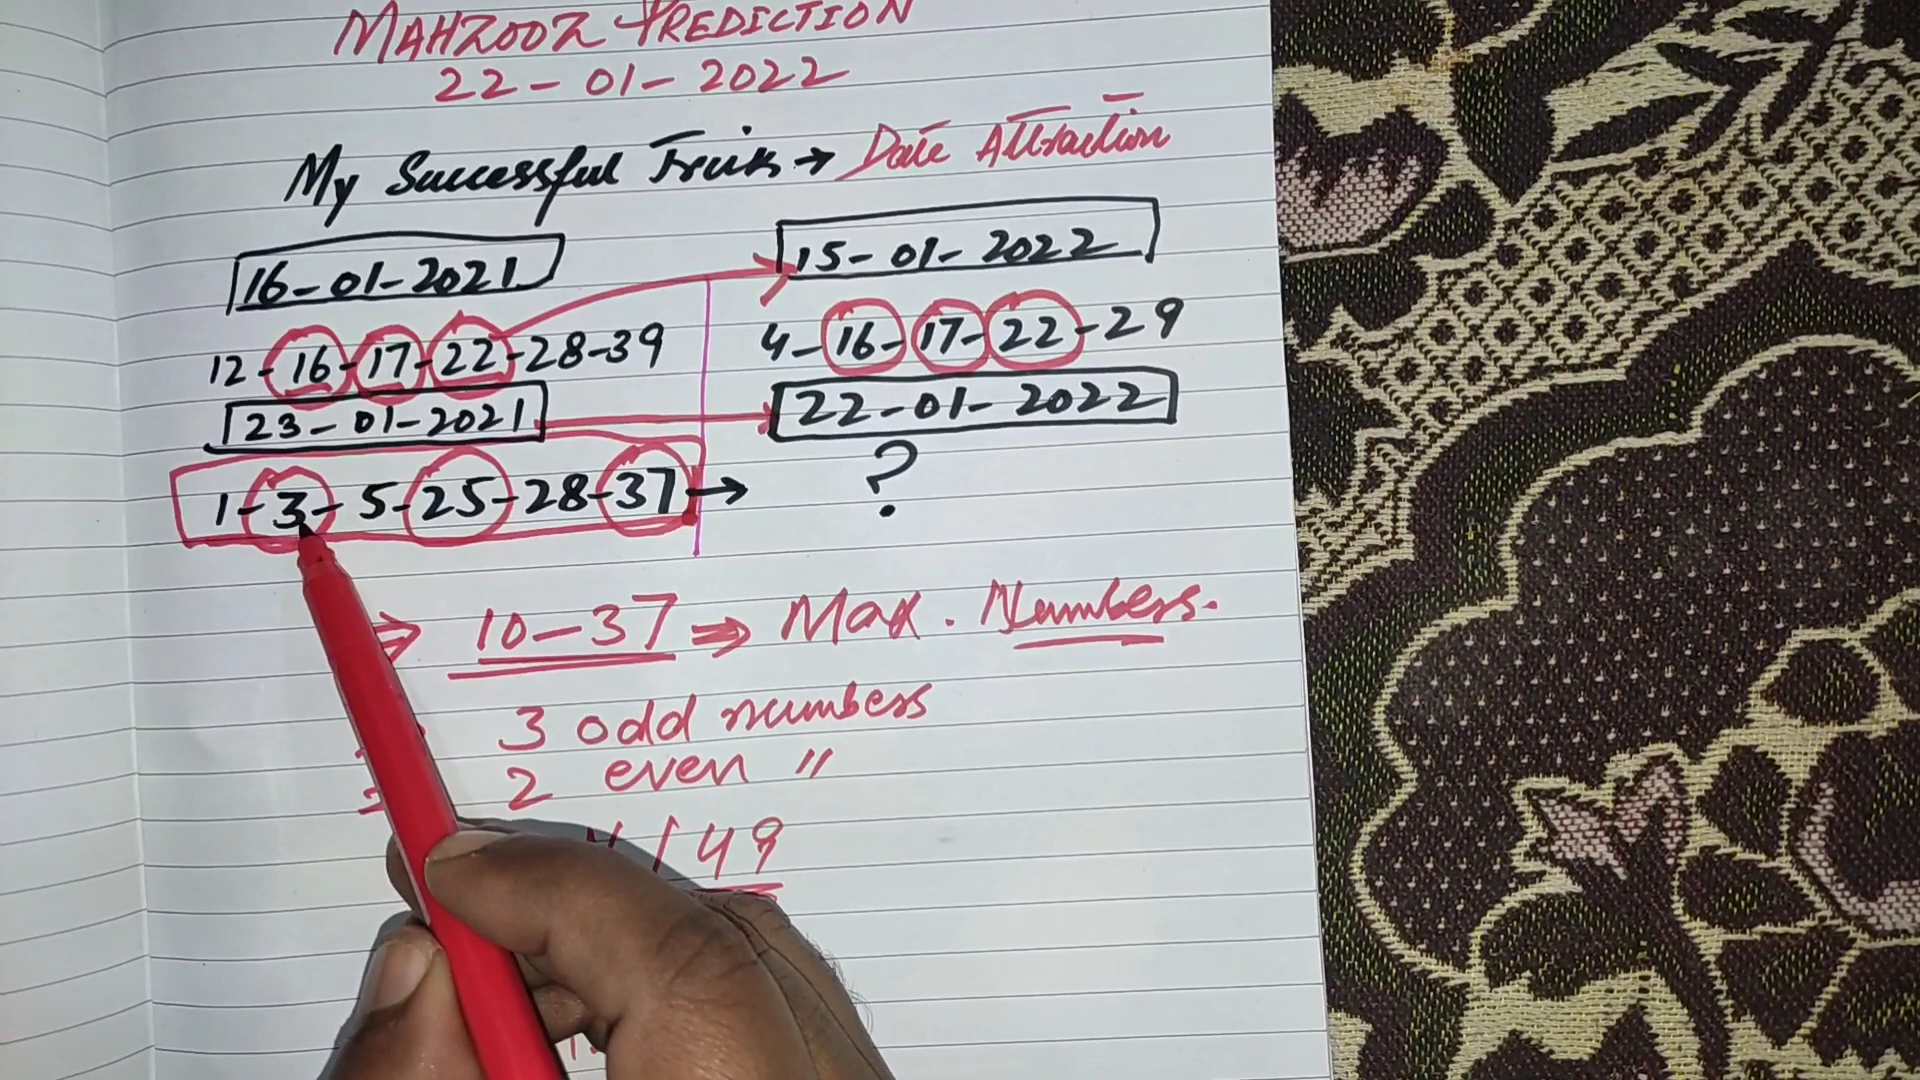 MAHZOOZ PREDICTION
22-01-2022
My Successful Trick → Date Attraction
16-01-2021
15-01-2022
12-16-17-22-28-39
4-16-17-22-29
23-01-2021
22-01-2022
1-3-5-25-28-37 →
?
⇒ 10-37 ⇒ Max. Numbers.
3 odd numbers
2 even "
/ 49